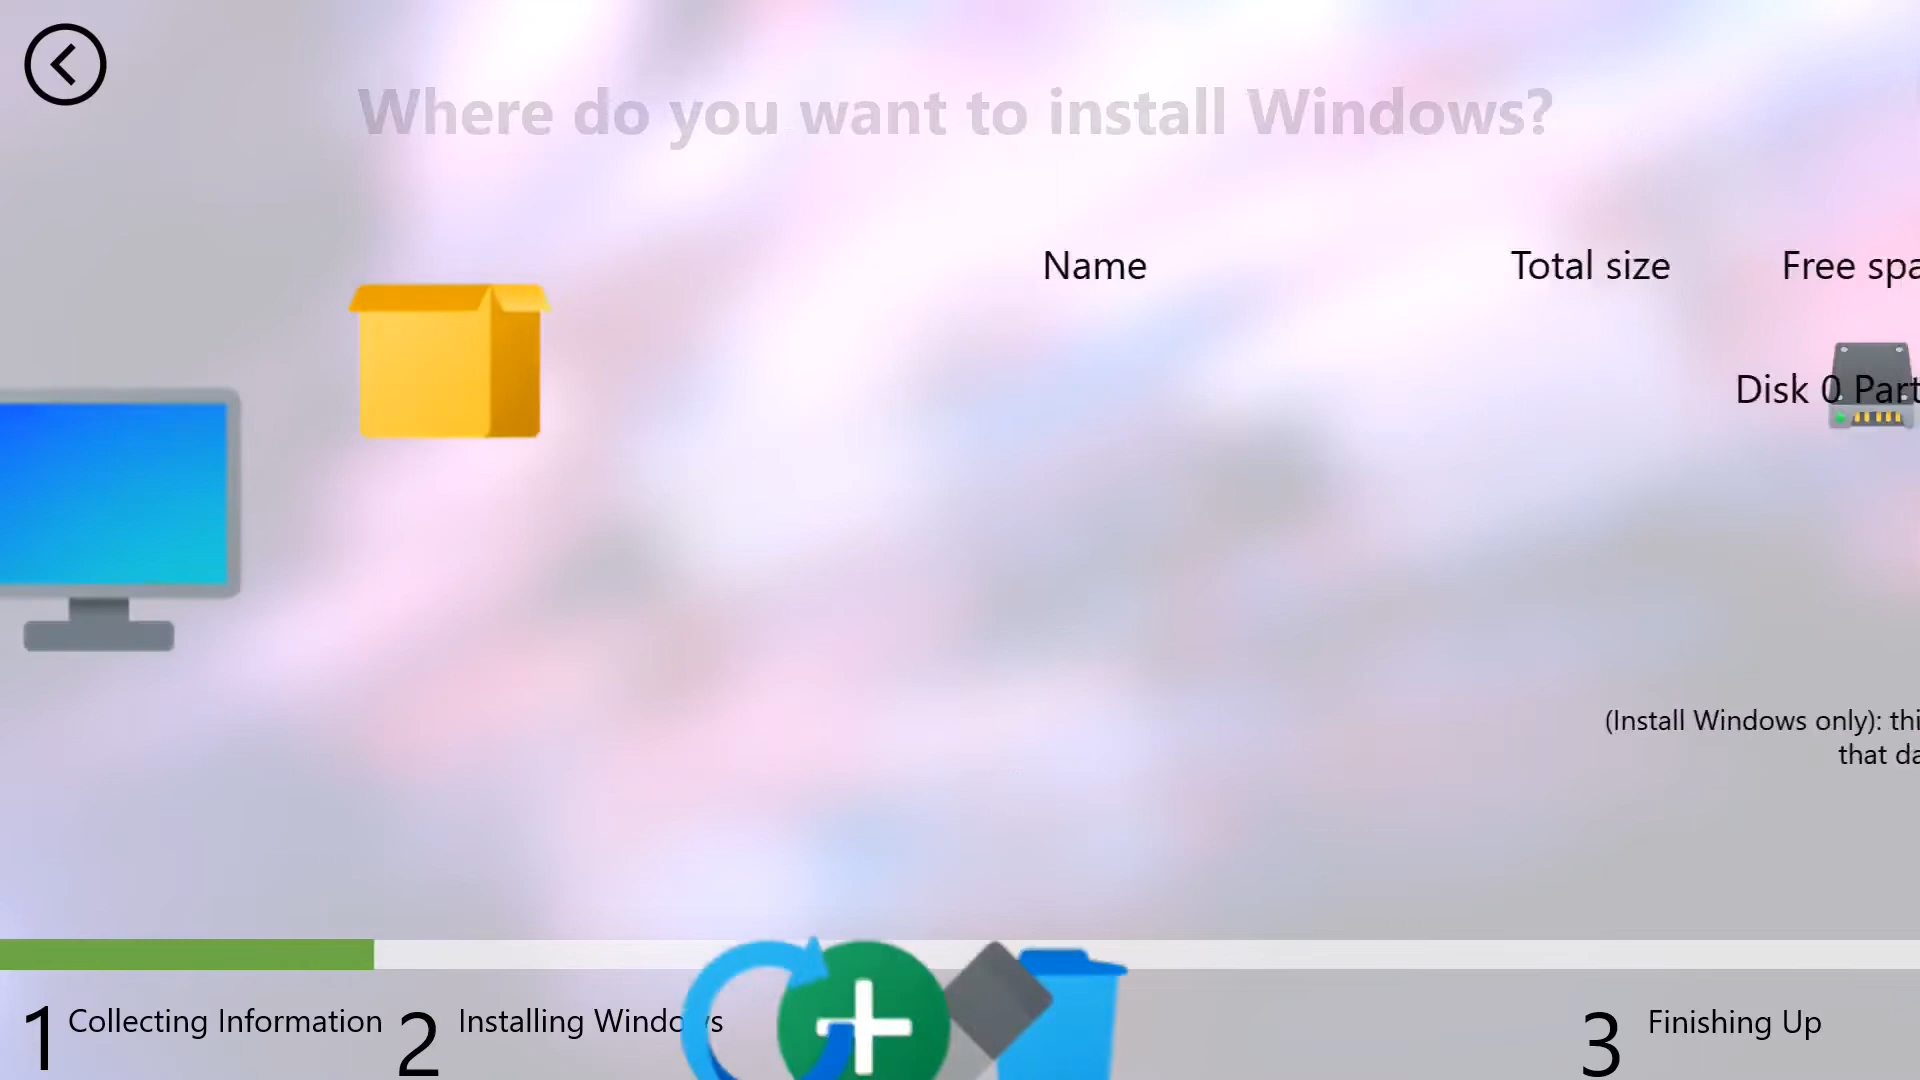 Where do you want to install Windows?
Name Total size Free spa
Disk 0 Part
(Install Windows only): thi
that da
1 Collecting Information 2 Installing Windows 3 Finishing Up